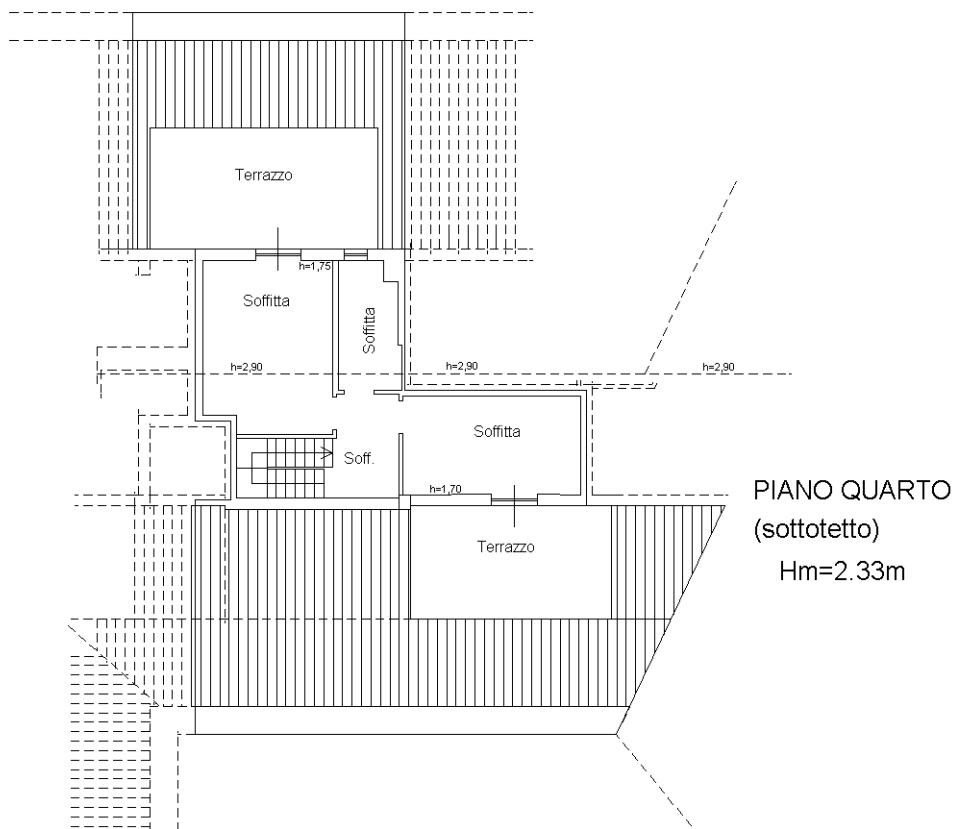 Terrazzo
h=1,75
Soffitta
Soffitta
h=2,90
h=2,90
h=2,90
Soffitta
Soff.
h=1,70
Terrazzo
PIANO QUARTO
(sottotetto)
Hm=2.33m